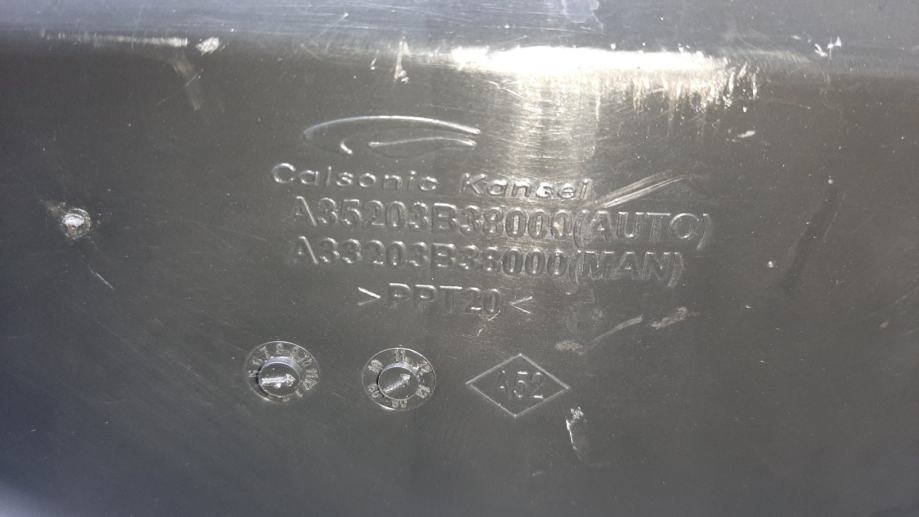 Calsonic Kansei
A35203B38000(AUTO)
A33203B38000(MAN)
>PPT20<
A52